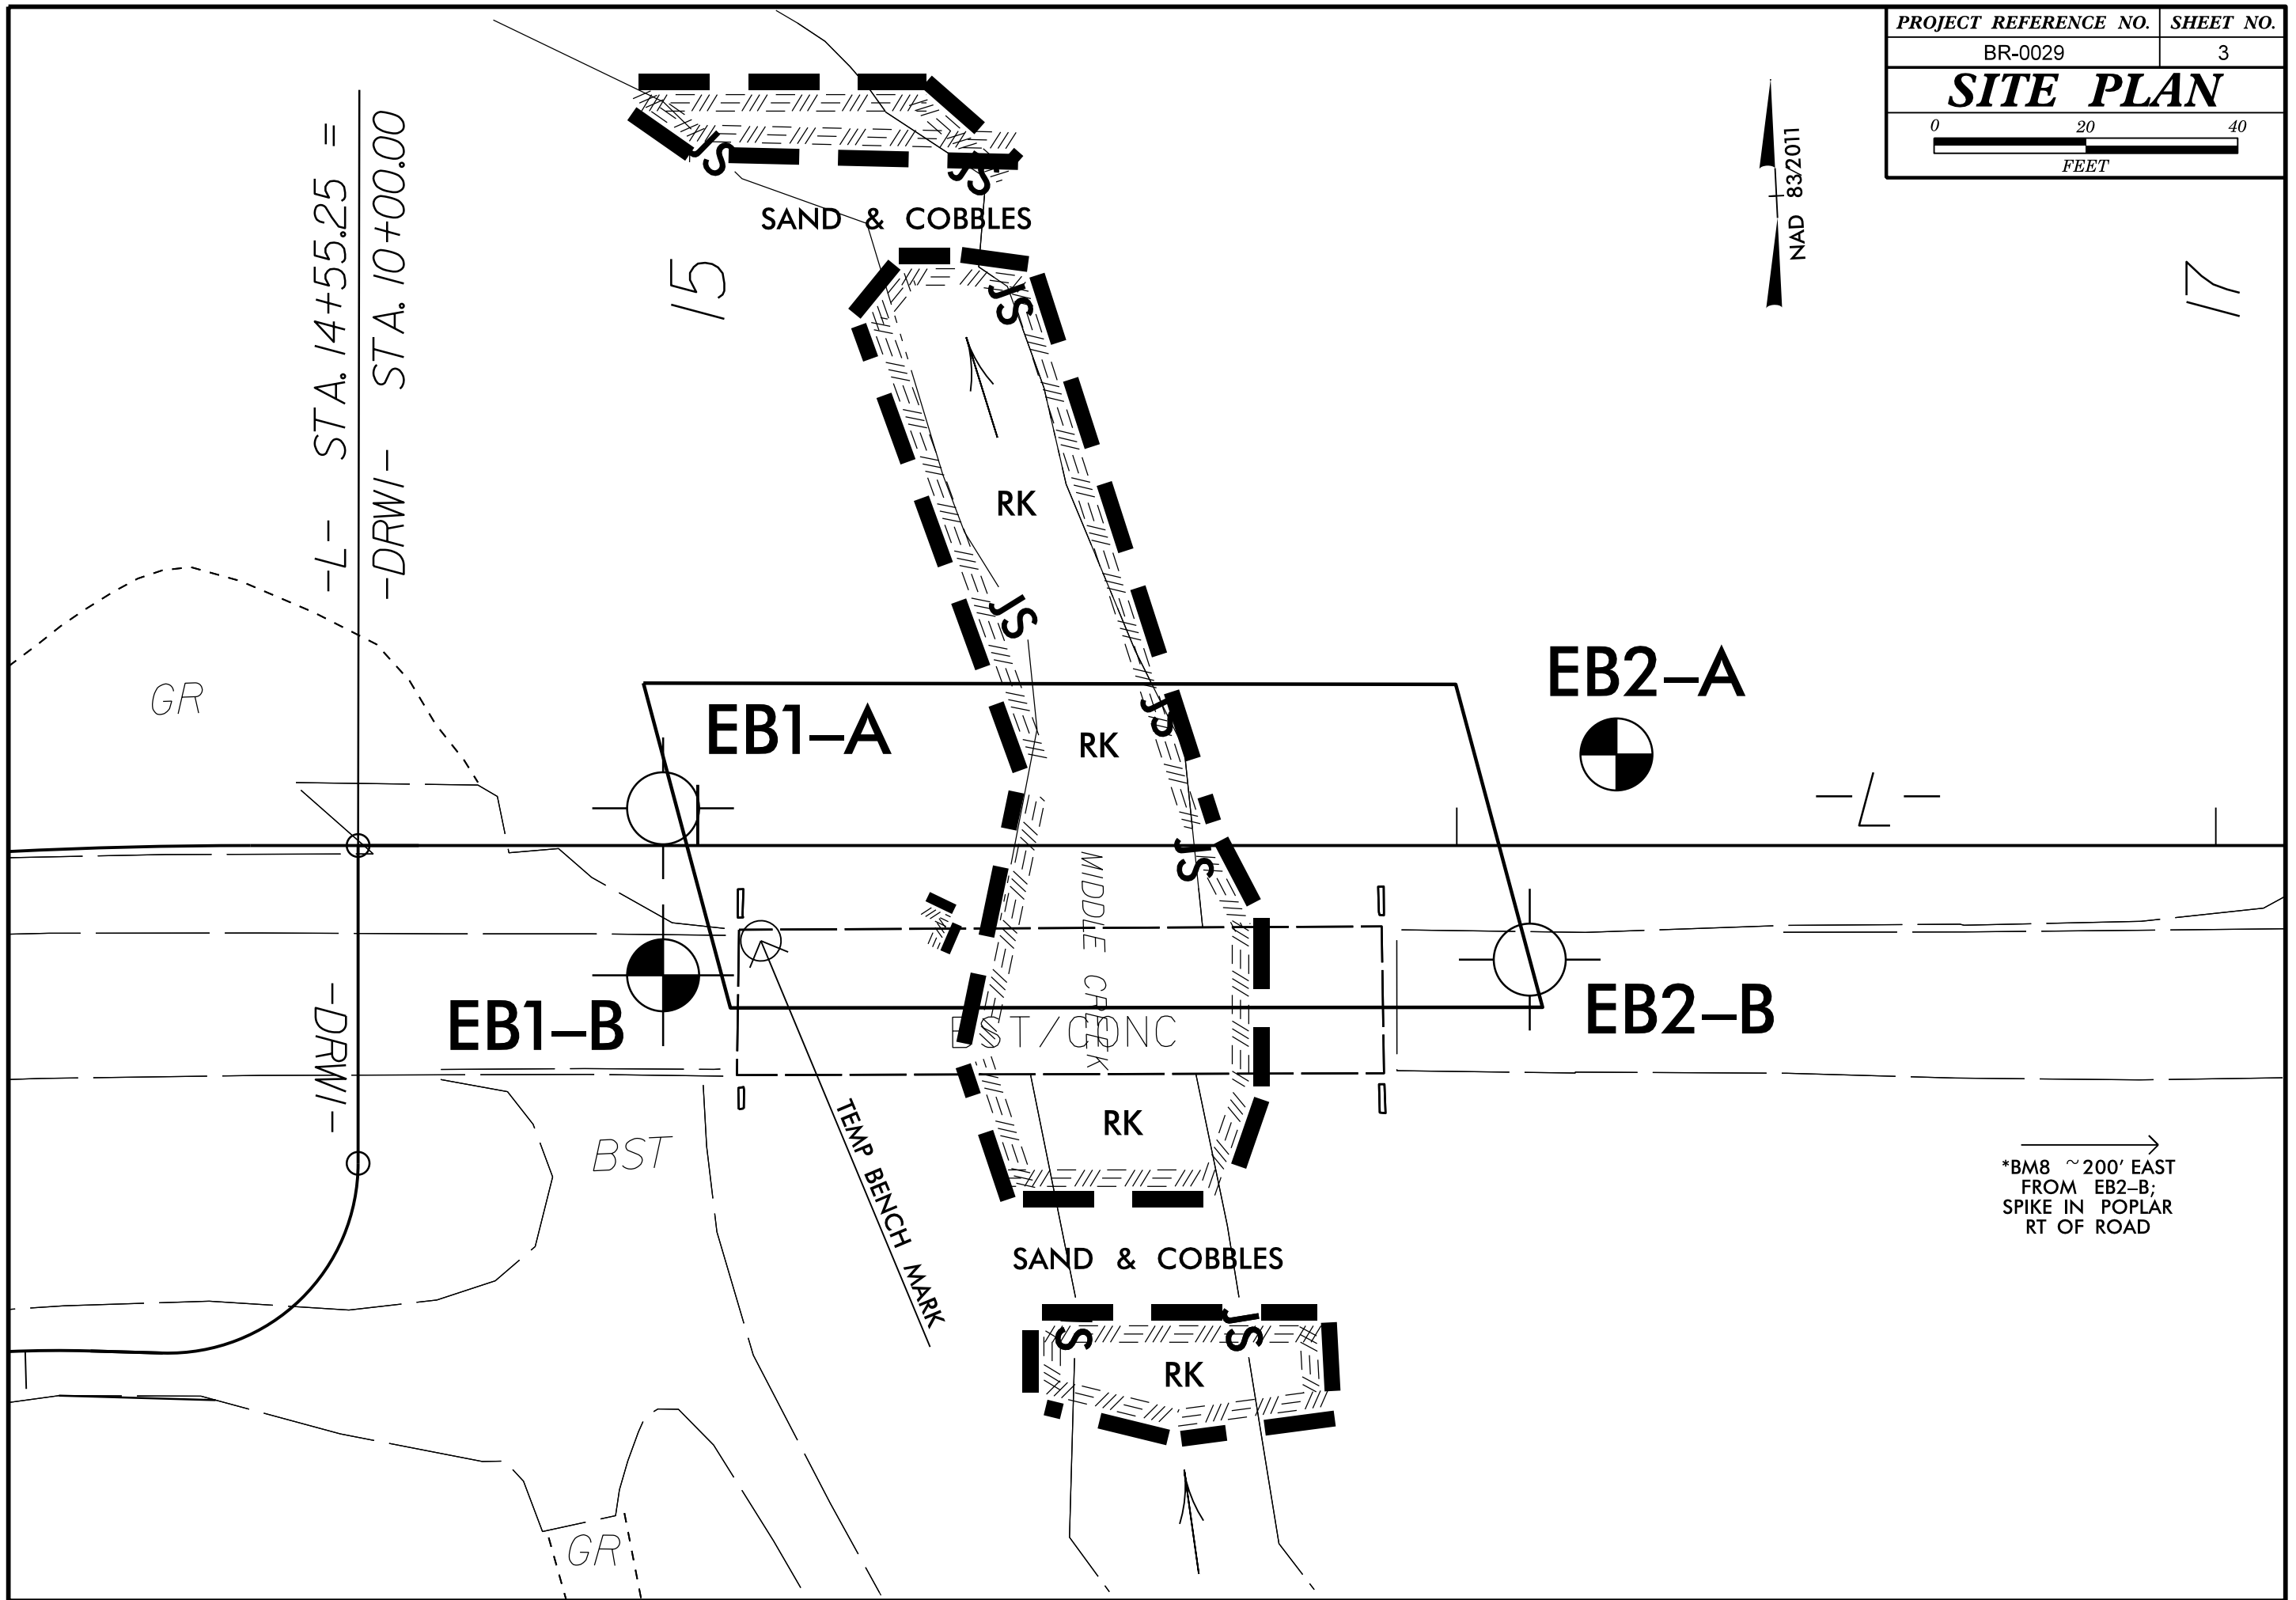 PROJECT REFERENCE NO. SHEET NO.
BR-0029 3
SITE PLAN
0 20 40
FEET
NAD 83/2011
-L- STA. 14+55.25 =
-DRW1- STA. 10+00.00
15
17
JS
JS
SAND & COBBLES
JS
RK
JS
GR
EB1–A
RK
JS
EB2–A
-L-
JS
MIDDLE CREEK
EB1–B
BST/CONC
EB2–B
-DRW1-
RK
BST
TEMP BENCH MARK
*BM8 ~200' EAST
FROM EB2–B;
SPIKE IN POPLAR
RT OF ROAD
SAND & COBBLES
JS
JS
RK
GR